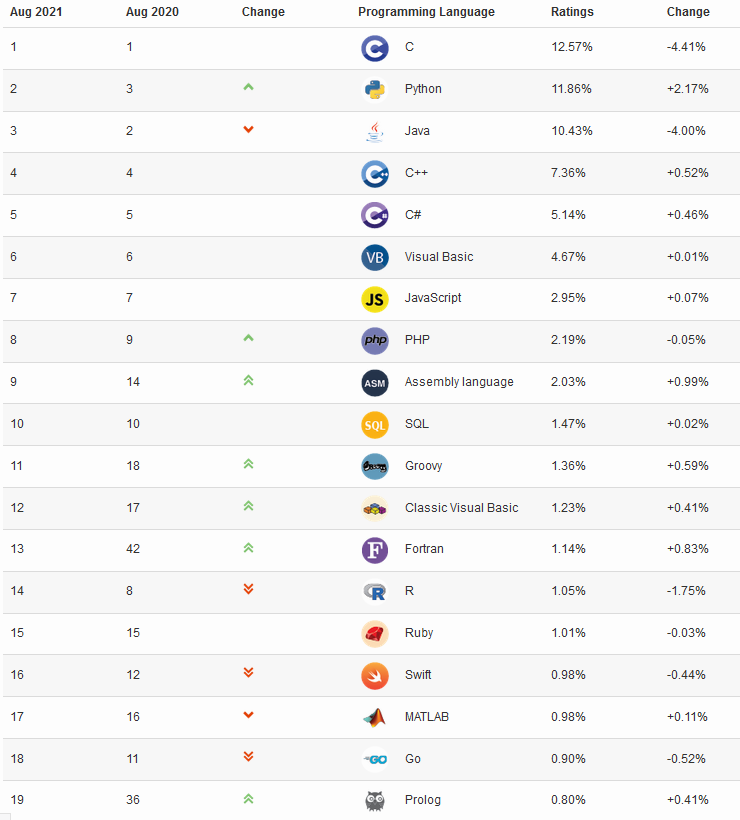 Aug 2021 Aug 2020 Change Programming Language Ratings Change
1 1 C C 12.57% -4.41%
2 3 Python 11.86% +2.17%
3 2 Java 10.43% -4.00%
4 4 C++ C++ 7.36% +0.52%
5 5 C# C# 5.14% +0.46%
6 6 VB Visual Basic 4.67% +0.01%
7 7 JS JavaScript 2.95% +0.07%
8 9 php PHP 2.19% -0.05%
9 14 ASM Assembly language 2.03% +0.99%
10 10 SQL SQL 1.47% +0.02%
11 18 Groovy 1.36% +0.59%
12 17 Classic Visual Basic 1.23% +0.41%
13 42 F Fortran 1.14% +0.83%
14 8 R R 1.05% -1.75%
15 15 Ruby 1.01% -0.03%
16 12 Swift 0.98% -0.44%
17 16 MATLAB 0.98% +0.11%
18 11 GO Go 0.90% -0.52%
19 36 Prolog 0.80% +0.41%